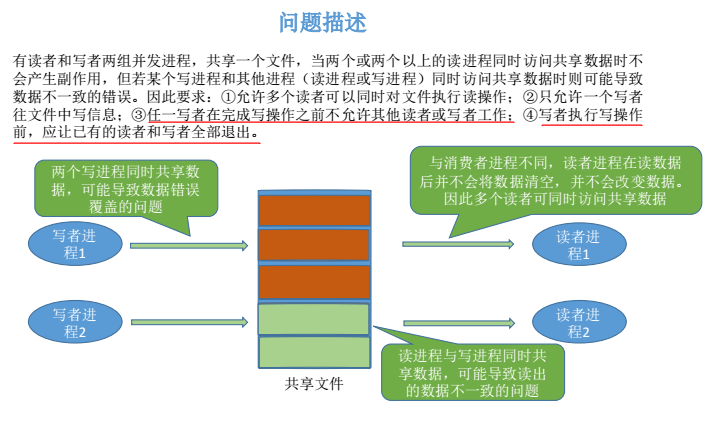 问题描述
有读者和写者两组并发进程，共享一个文件，当两个或两个以上的读进程同时访问共享数据时不
会产生副作用，但若某个写进程和其他进程（读进程或写进程）同时访问共享数据时则可能导致
数据不一致的错误。因此要求：①允许多个读者可以同时对文件执行读操作；②只允许一个写者
往文件中写信息；③任一写者在完成写操作之前不允许其他读者或写者工作；④写者执行写操作
前，应让已有的读者和写者全部退出。
两个写进程同时共享数
据，可能导致数据错误
覆盖的问题
与消费者进程不同，读者进程在读数据
后并不会将数据清空，并不会改变数据。
因此多个读者可同时访问共享数据
写者进
程1
读者进
程1
写者进
程2
读者进
程2
读进程与写进程同时共
享数据，可能导致读出
的数据不一致的问题
共享文件